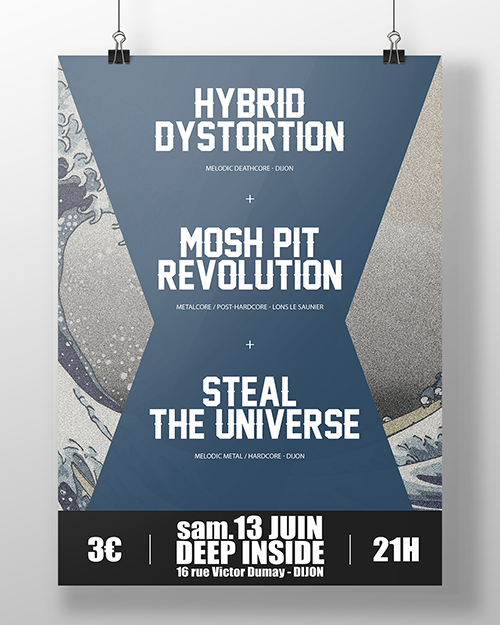 HYBRID
DYSTORTION
MELODIC DEATHCORE - DIJON
+
MOSH PIT
REVOLUTION
METALCORE / POST-HARDCORE - LONS LE SAUNIER
+
STEAL
THE UNIVERSE
MELODIC METAL / HARDCORE - DIJON
3€
sam.13 JUIN
DEEP INSIDE
16 rue Victor Dumay - DIJON
21H